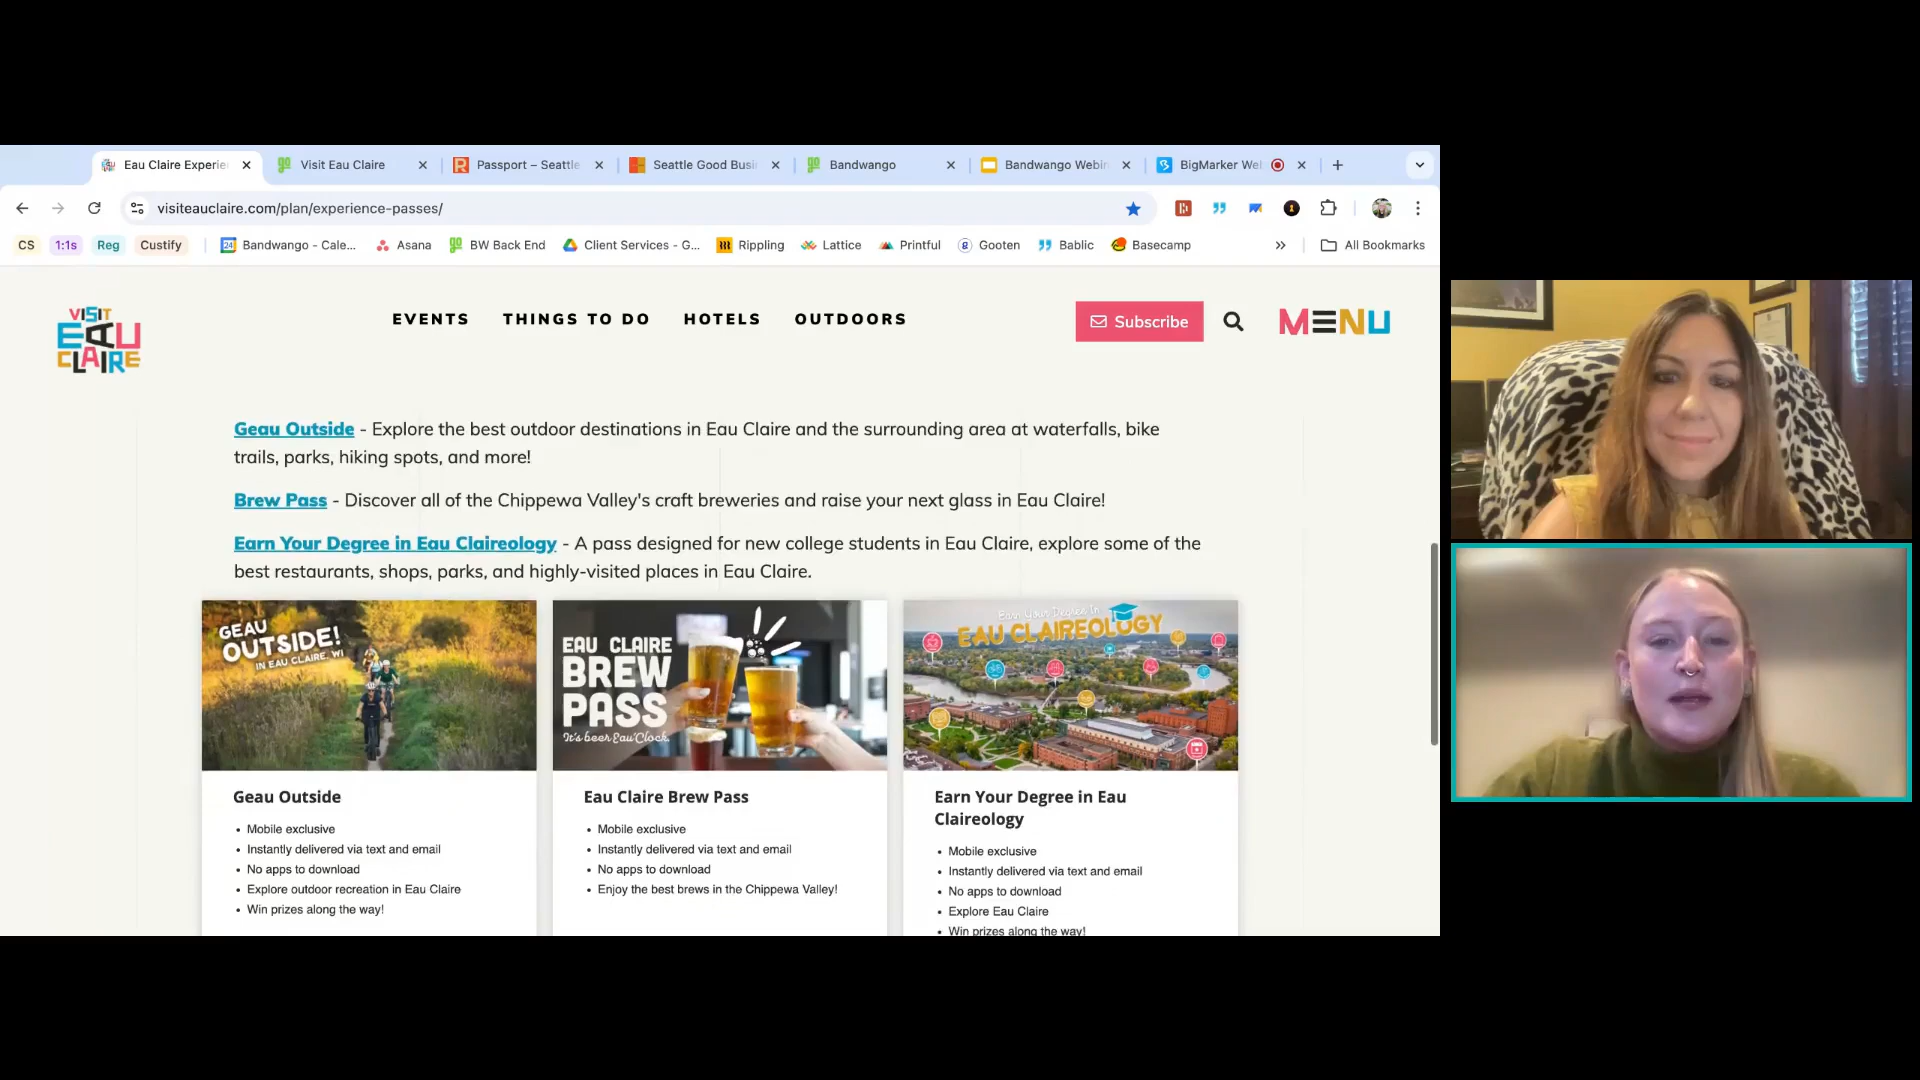 Eau Claire Experie
Visit Eau Claire
Passport – Seattle
Seattle Good Busi
Bandwango
Bandwango Webin
BigMarker We
visiteauclaire.com/plan/experience-passes/
CS
1:1s
Reg
Custify
Bandwango - Cale...
Asana
BW Back End
Client Services - G...
Rippling
Lattice
Printful
Gooten
Bablic
Basecamp
All Bookmarks
VISIT
EAU
CLAIRE
EVENTS
THINGS TO DO
HOTELS
OUTDOORS
Subscribe
MENU
Geau Outside - Explore the best outdoor destinations in Eau Claire and the surrounding area at waterfalls, bike
trails, parks, hiking spots, and more!
Brew Pass - Discover all of the Chippewa Valley's craft breweries and raise your next glass in Eau Claire!
Earn Your Degree in Eau Claireology - A pass designed for new college students in Eau Claire, explore some of the
best restaurants, shops, parks, and highly-visited places in Eau Claire.
GEAU
OUTSIDE!
IN EAU CLAIRE, WI
EAU CLAIRE
BREW
PASS
It's beer Eau'Clock.
Earn Your Degree In
EAU CLAIREOLOGY
Geau Outside
• Mobile exclusive
• Instantly delivered via text and email
• No apps to download
• Explore outdoor recreation in Eau Claire
• Win prizes along the way!
Eau Claire Brew Pass
• Mobile exclusive
• Instantly delivered via text and email
• No apps to download
• Enjoy the best brews in the Chippewa Valley!
Earn Your Degree in Eau
Claireology
• Mobile exclusive
• Instantly delivered via text and email
• No apps to download
• Explore Eau Claire
• Win prizes along the way!